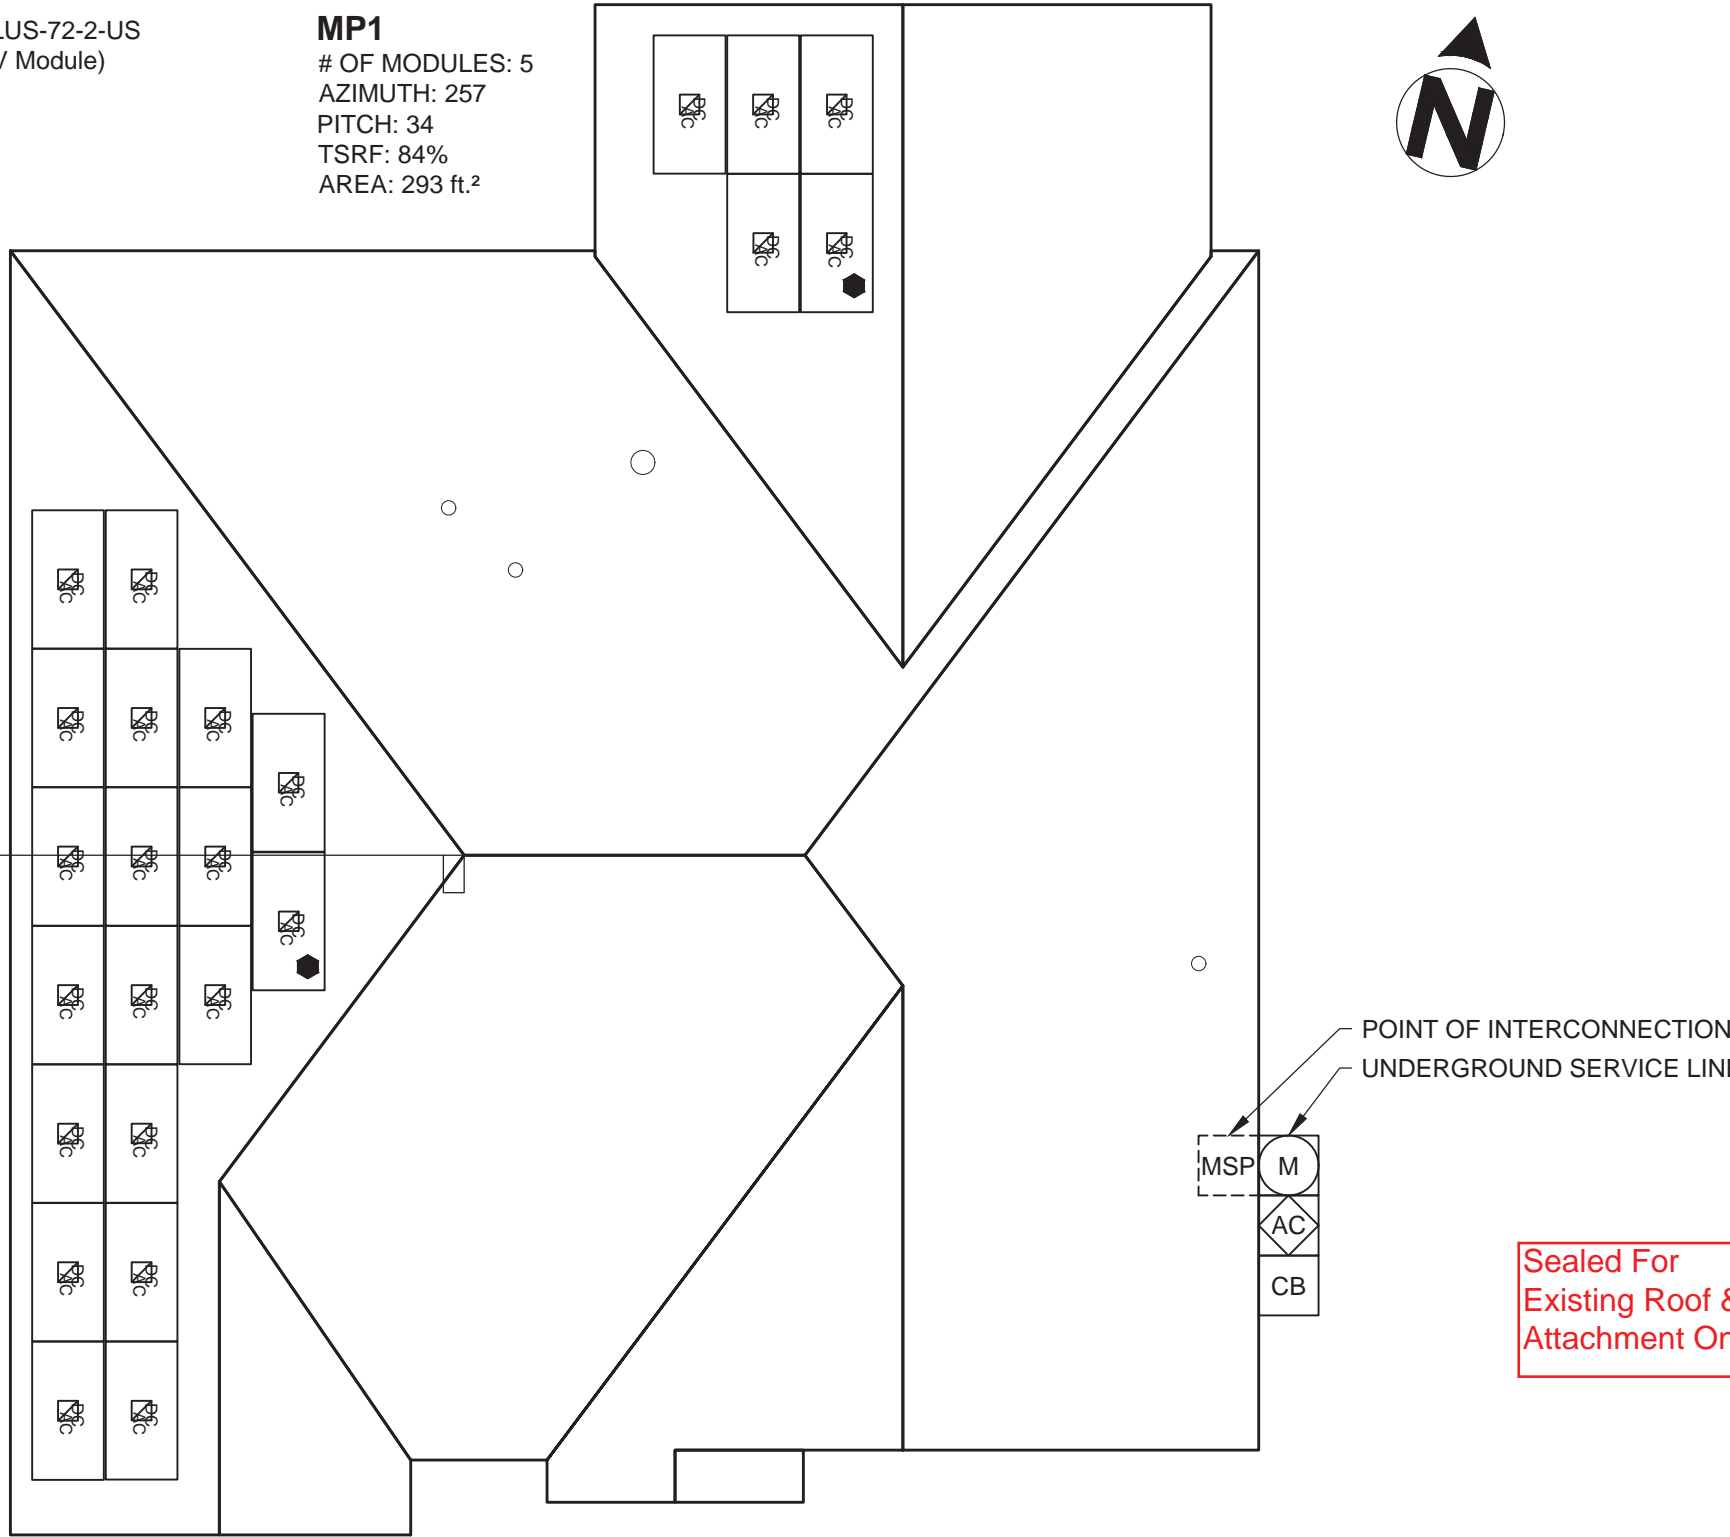 LUS-72-2-US
Module)
MP1
# OF MODULES: 5
AZIMUTH: 257
PITCH: 34
TSRF: 84%
AREA: 293 ft.²
N
POINT OF INTERCONNECTION
UNDERGROUND SERVICE LINE
MSP
M
AC
CB
Sealed For
Existing Roof &
Attachment On